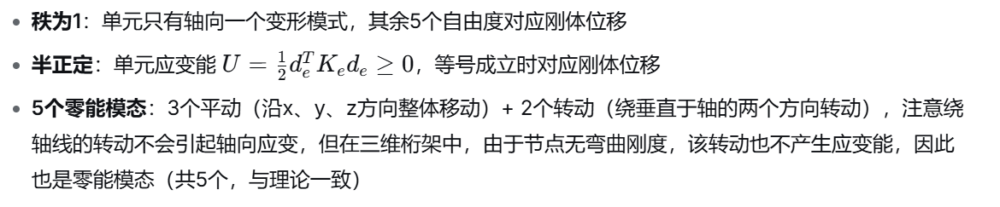 • 秩为1：单元只有轴向一个变形模式，其余5个自由度对应刚体位移
• 半正定：单元应变能 $U = \frac{1}{2} d_e^T K_e d_e \geq 0$，等号成立时对应刚体位移
• 5个零能模态：3个平动（沿x、y、z方向整体移动）+ 2个转动（绕垂直于轴的两个方向转动），注意绕
轴线的转动不会引起轴向应变，但在三维桁架中，由于节点无弯曲刚度，该转动也不产生应变能，因此
也是零能模态（共5个，与理论一致）